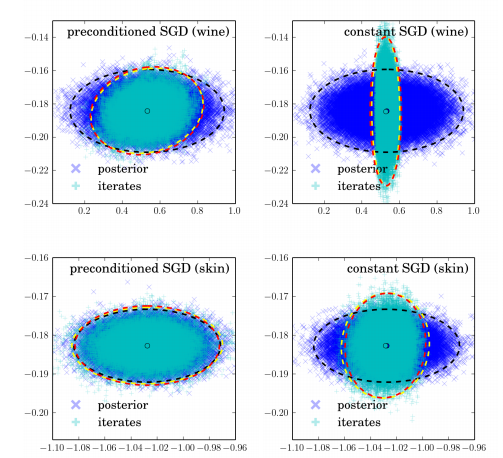 preconditioned SGD (wine)
−0.14
−0.16
−0.18
−0.20
−0.22
−0.24
0.2 0.4 0.6 0.8 1.0
posterior
iterates
constant SGD (wine)
−0.14
−0.16
−0.18
−0.20
−0.22
−0.24
0.2 0.4 0.6 0.8 1.0
posterior
iterates
preconditioned SGD (skin)
−0.16
−0.17
−0.18
−0.19
−0.20
−1.10 −1.08 −1.06 −1.04 −1.02 −1.00 −0.98 −0.96
posterior
iterates
constant SGD (skin)
−0.16
−0.17
−0.18
−0.19
−0.20
−1.10 −1.08 −1.06 −1.04 −1.02 −1.00 −0.98 −0.96
posterior
iterates